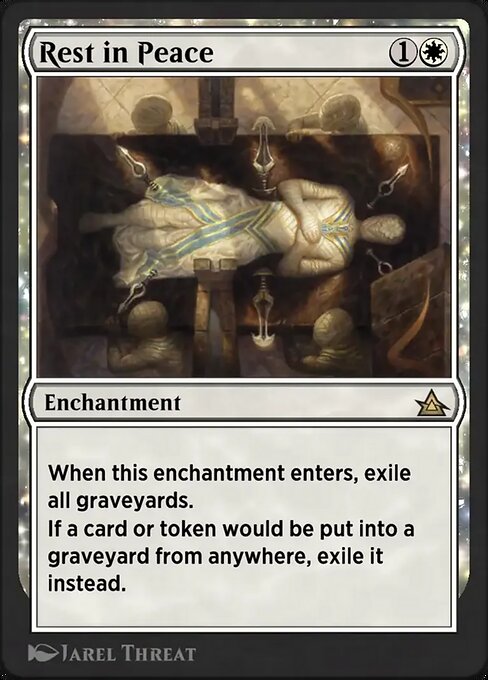 Rest in Peace 1
Enchantment
When this enchantment enters, exile
all graveyards.
If a card or token would be put into a
graveyard from anywhere, exile it
instead.
JAREL THREAT